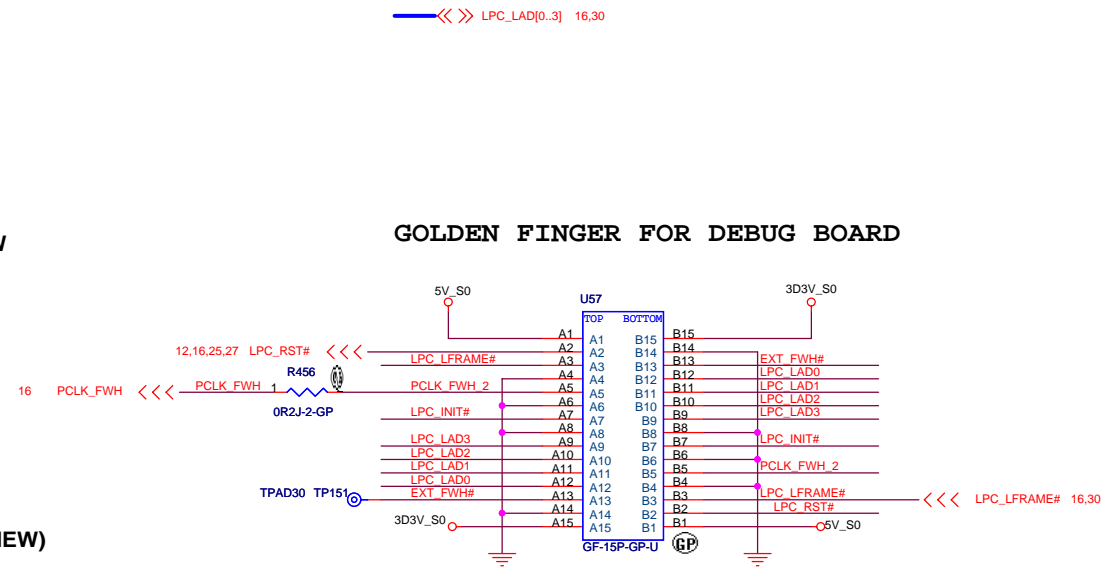 LPC_LAD[0..3] 16,30
GOLDEN FINGER FOR DEBUG BOARD
5V_S0
3D3V_S0
U57
TOP BOTTOM
A1 A1 B15 B15
12,16,25,27 LPC_RST# A2 A2 B14 B14
LPC_LFRAME# A3 A3 B13 B13 EXT_FWH#
R456
A4 A4 B12 B12 LPC_LAD0
16 PCLK_FWH PCLK_FWH 1 PCLK_FWH_2 A5 A5 B11 B11 LPC_LAD1
0R2J-2-GP
A6 A6 B10 B10 LPC_LAD2
LPC_INIT# A7 A7 B9 B9 LPC_LAD3
A8 A8 B8 B8
LPC_LAD3 A9 A9 B7 B7 LPC_INIT#
LPC_LAD2 A10 A10 B6 B6
LPC_LAD1 A11 A11 B5 B5 PCLK_FWH_2
LPC_LAD0 A12 A12 B4 B4
TPAD30 TP151 EXT_FWH# A13 A13 B3 B3 LPC_LFRAME# LPC_LFRAME# 16,30
A14 A14 B2 B2 LPC_RST#
3D3V_S0 A15 A15 B1 B1 5V_S0
GF-15P-GP-U
GP
IEW)